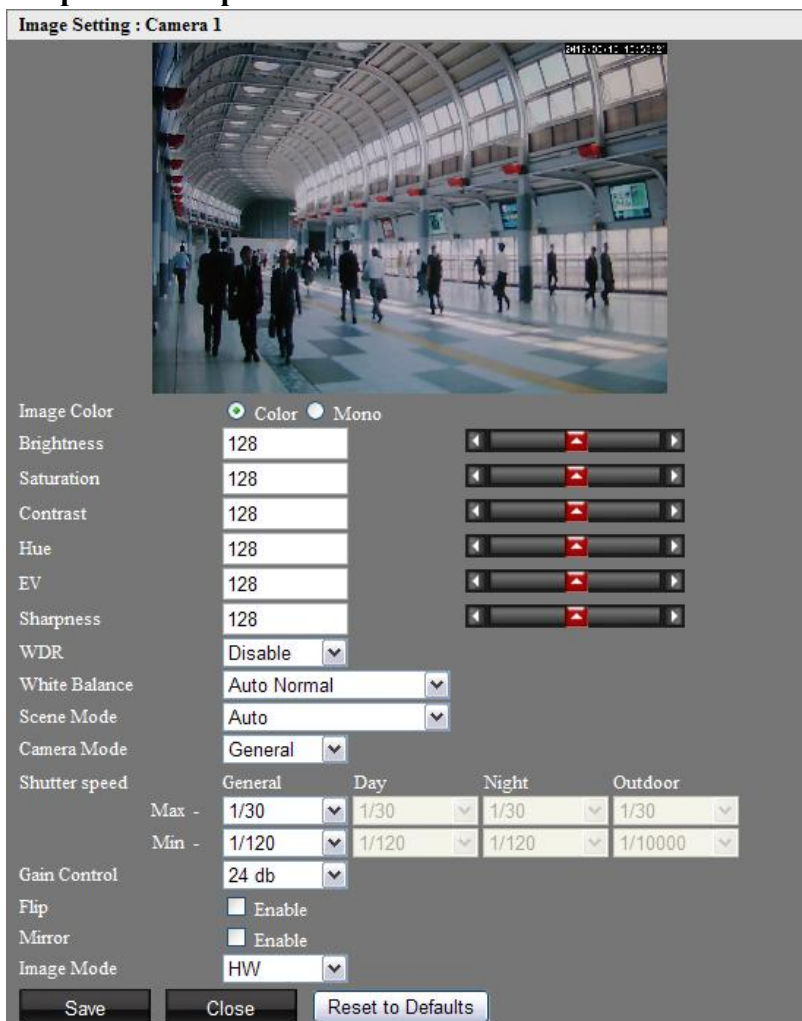 Image Setting : Camera 1
Image Color Color Mono
Brightness 128
Saturation 128
Contrast 128
Hue 128
EV 128
Sharpness 128
WDR Disable
White Balance Auto Normal
Scene Mode Auto
Camera Mode General
Shutter speed General Day Night Outdoor
Max - 1/30 1/30 1/30 1/30
Min - 1/120 1/120 1/120 1/10000
Gain Control 24 db
Flip Enable
Mirror Enable
Image Mode HW
Save Close Reset to Defaults